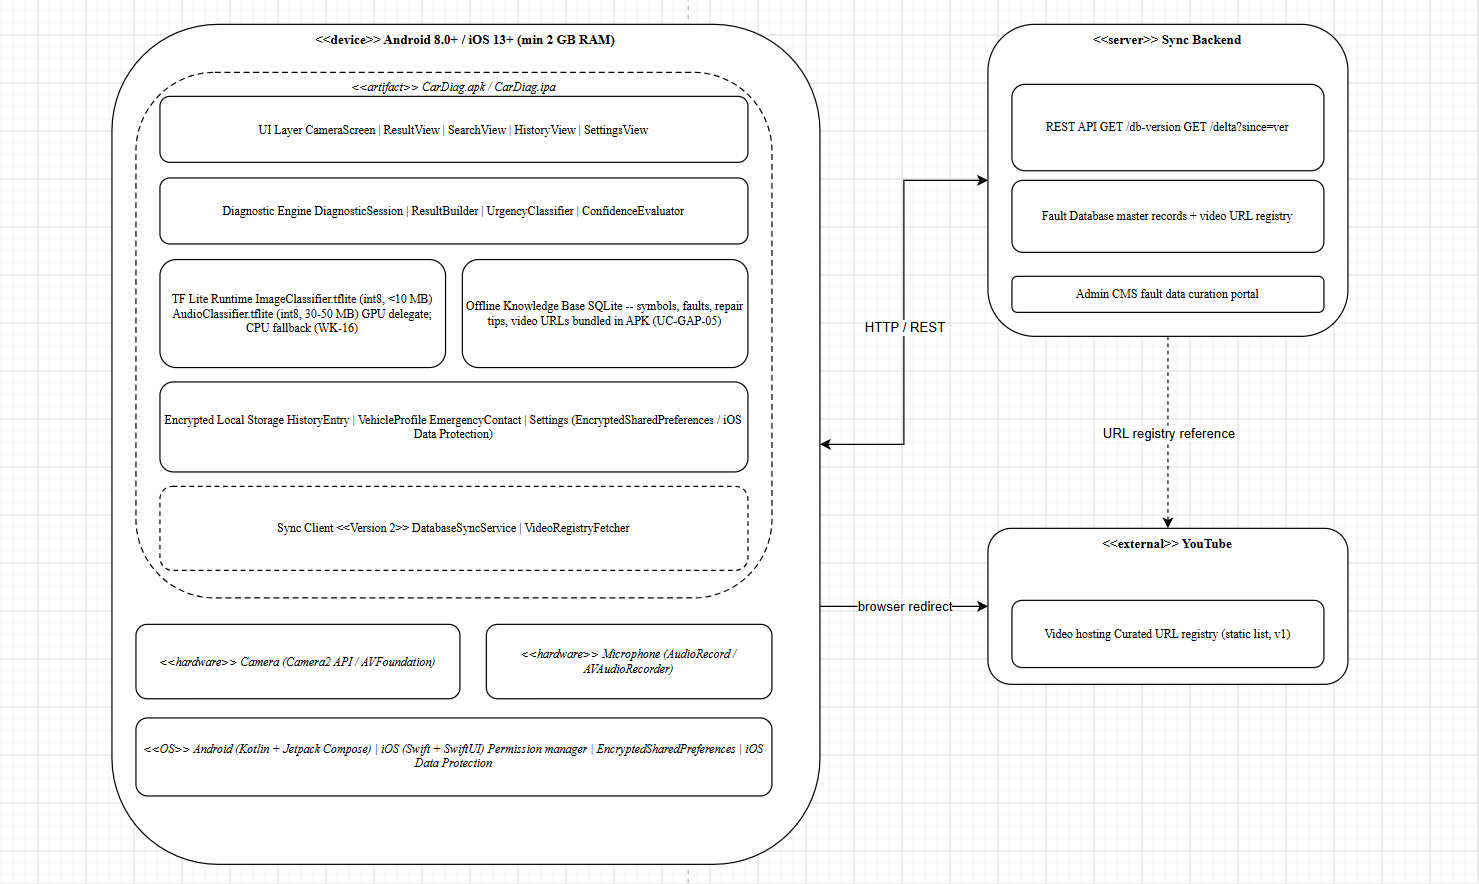 <<device>> Android 8.0+ / iOS 13+ (min 2 GB RAM)
<<artifact>> CarDiag.apk / CarDiag.ipa
UI Layer CameraScreen | ResultView | SearchView | HistoryView | SettingsView
Diagnostic Engine DiagnosticSession | ResultBuilder | UrgencyClassifier | ConfidenceEvaluator
TF Lite Runtime ImageClassifier.tflite (int8, <10 MB)
AudioClassifier.tflite (int8, 30-50 MB) GPU delegate;
CPU fallback (WK-16)
Offline Knowledge Base SQLite -- symbols, faults, repair
tips, video URLs bundled in APK (UC-GAP-05)
Encrypted Local Storage HistoryEntry | VehicleProfile EmergencyContact | Settings (EncryptedSharedPreferences / iOS
Data Protection)
Sync Client <<Version 2>> DatabaseSyncService | VideoRegistryFetcher
<<hardware>> Camera (Camera2 API / AVFoundation)
<<hardware>> Microphone (AudioRecord /
AVAudioRecorder)
<<OS>> Android (Kotlin + Jetpack Compose) | iOS (Swift + SwiftUI) Permission manager | EncryptedSharedPreferences | iOS
Data Protection
HTTP / REST
browser redirect
<<server>> Sync Backend
REST API GET /db-version GET /delta?since=ver
Fault Database master records + video URL registry
Admin CMS fault data curation portal
URL registry reference
<<external>> YouTube
Video hosting Curated URL registry (static list, v1)